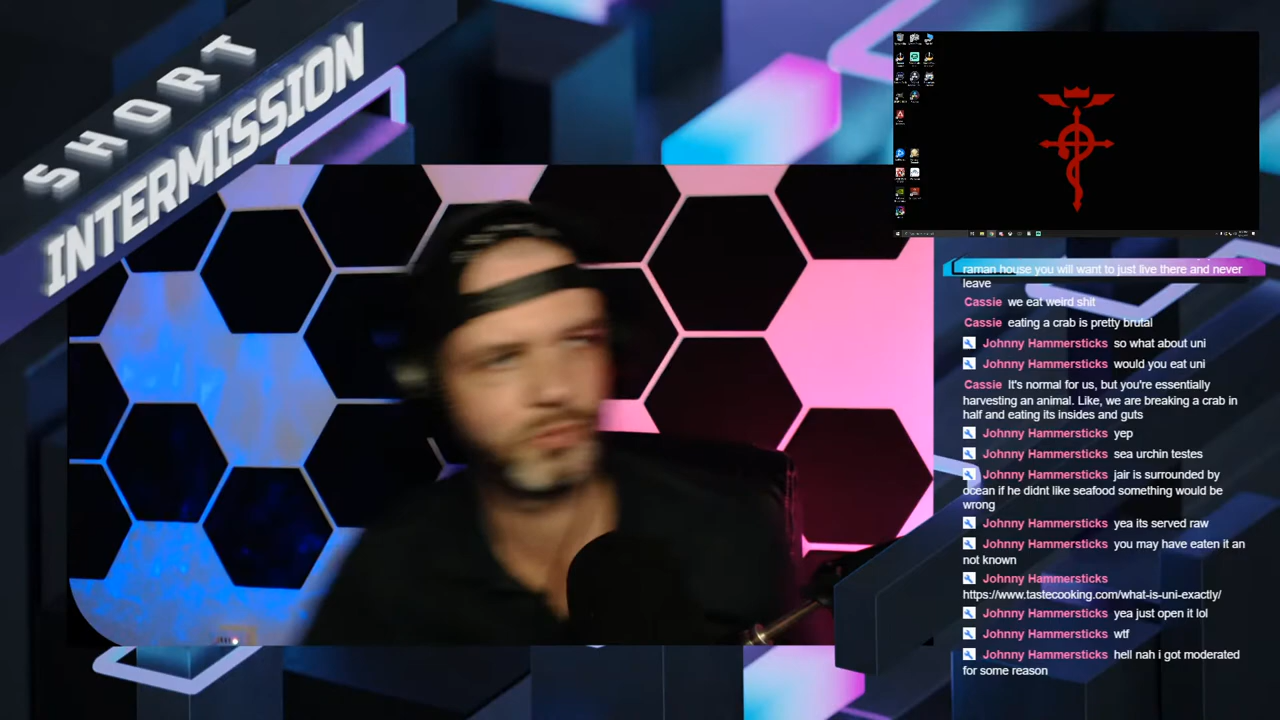 SHORT
INTERMISSION
raman house you will want to just live there and never
leave
Cassie we eat weird shit
Cassie eating a crab is pretty brutal
Johnny Hammersticks so what about uni
Johnny Hammersticks would you eat uni
Cassie It's normal for us, but you're essentially
harvesting an animal. Like, we are breaking a crab in
half and eating its insides and guts
Johnny Hammersticks yep
Johnny Hammersticks sea urchin testes
Johnny Hammersticks jair is surrounded by
ocean if he didnt like seafood something would be
wrong
Johnny Hammersticks yea its served raw
Johnny Hammersticks you may have eaten it an
not known
Johnny Hammersticks
https://www.tastecooking.com/what-is-uni-exactly/
Johnny Hammersticks yea just open it lol
Johnny Hammersticks wtf
Johnny Hammersticks hell nah i got moderated
for some reason